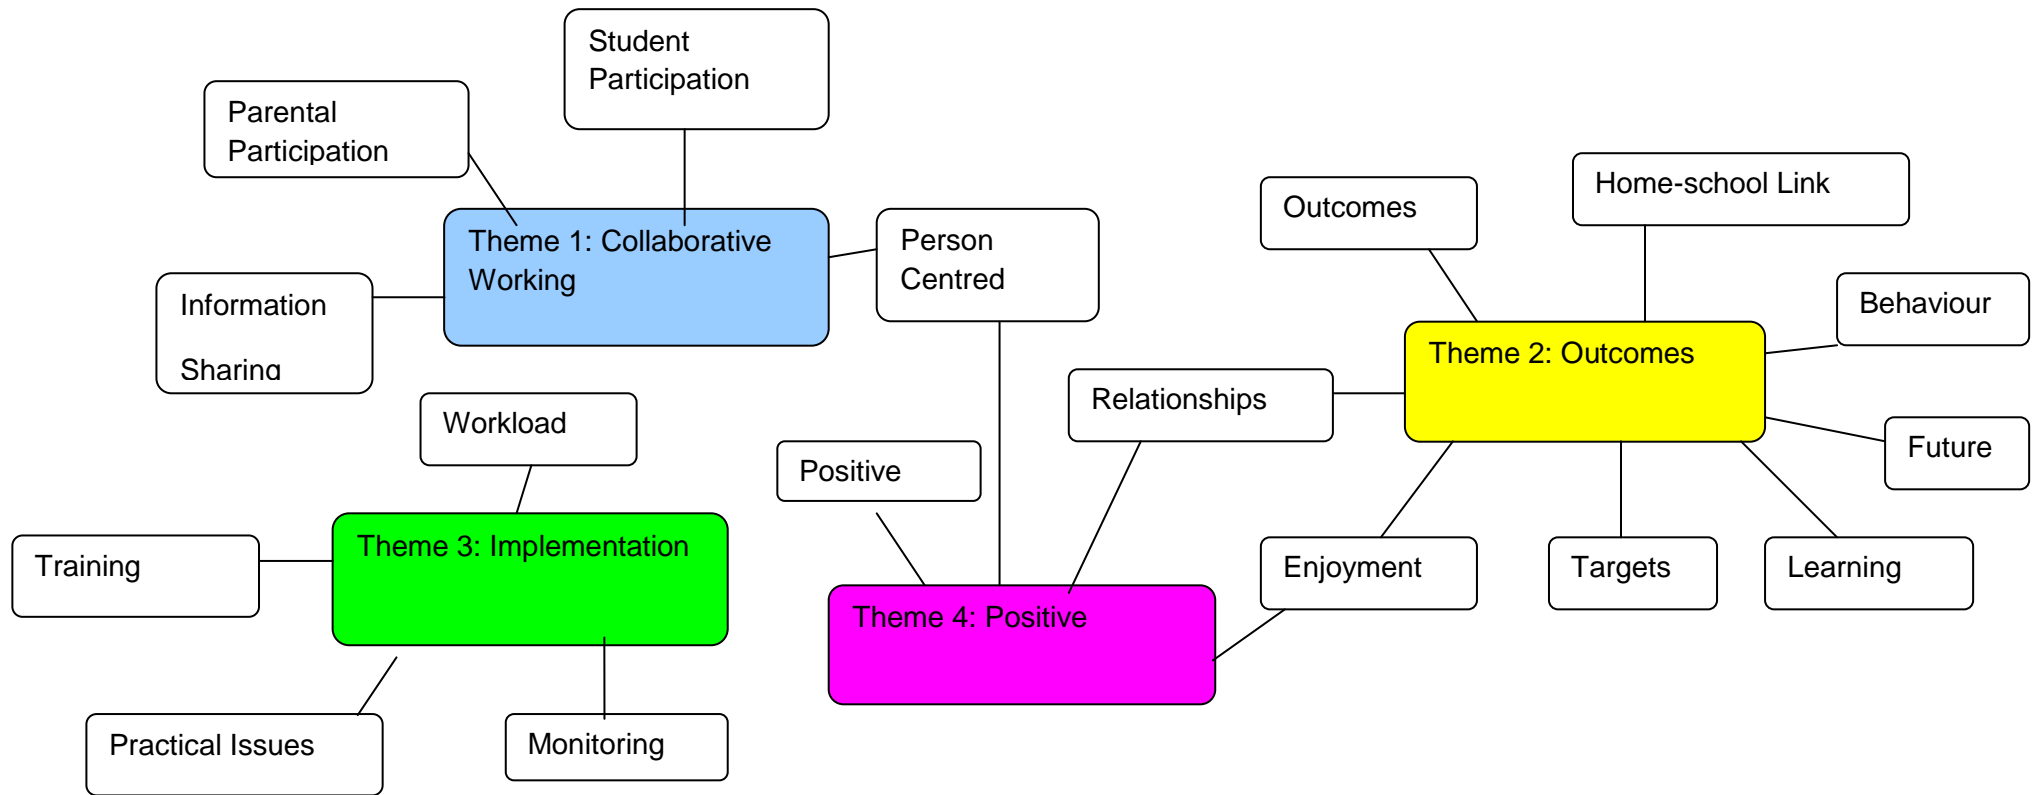 Student
Participation
Parental
Participation
Theme 1: Collaborative
Working
Person
Centred
Information
Sharing
Home-school Link
Outcomes
Behaviour
Theme 2: Outcomes
Relationships
Future
Workload
Positive
Theme 3: Implementation
Training
Enjoyment
Targets
Learning
Theme 4: Positive
Practical Issues
Monitoring